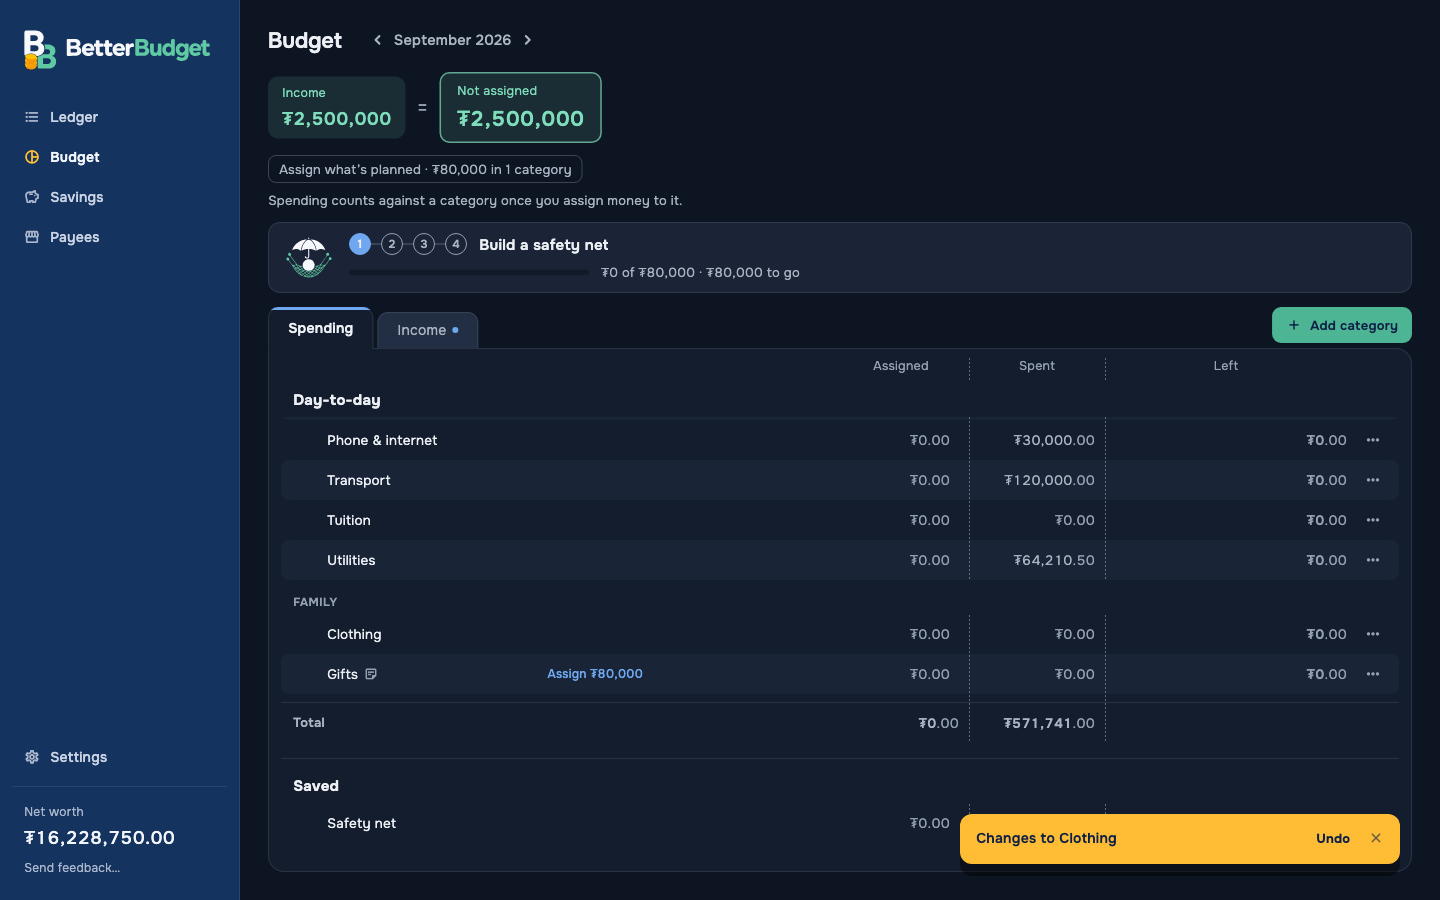 BetterBudget
Ledger
Budget
Savings
Payees
Settings
Net worth
₮16,228,750.00
Send feedback...
Budget
September 2026
Income
₮2,500,000
=
Not assigned
₮2,500,000
Assign what's planned · ₮80,000 in 1 category
Spending counts against a category once you assign money to it.
1 2 3 4 Build a safety net
₮0 of ₮80,000 · ₮80,000 to go
Spending
Income
+ Add category
Assigned Spent Left
Day-to-day
Phone & internet ₮0.00 ₮30,000.00 ₮0.00
Transport ₮0.00 ₮120,000.00 ₮0.00
Tuition ₮0.00 ₮0.00 ₮0.00
Utilities ₮0.00 ₮64,210.50 ₮0.00
FAMILY
Clothing ₮0.00 ₮0.00 ₮0.00
Gifts Assign ₮80,000 ₮0.00 ₮0.00 ₮0.00
Total ₮0.00 ₮571,741.00
Saved
Safety net ₮0.00
Changes to Clothing Undo